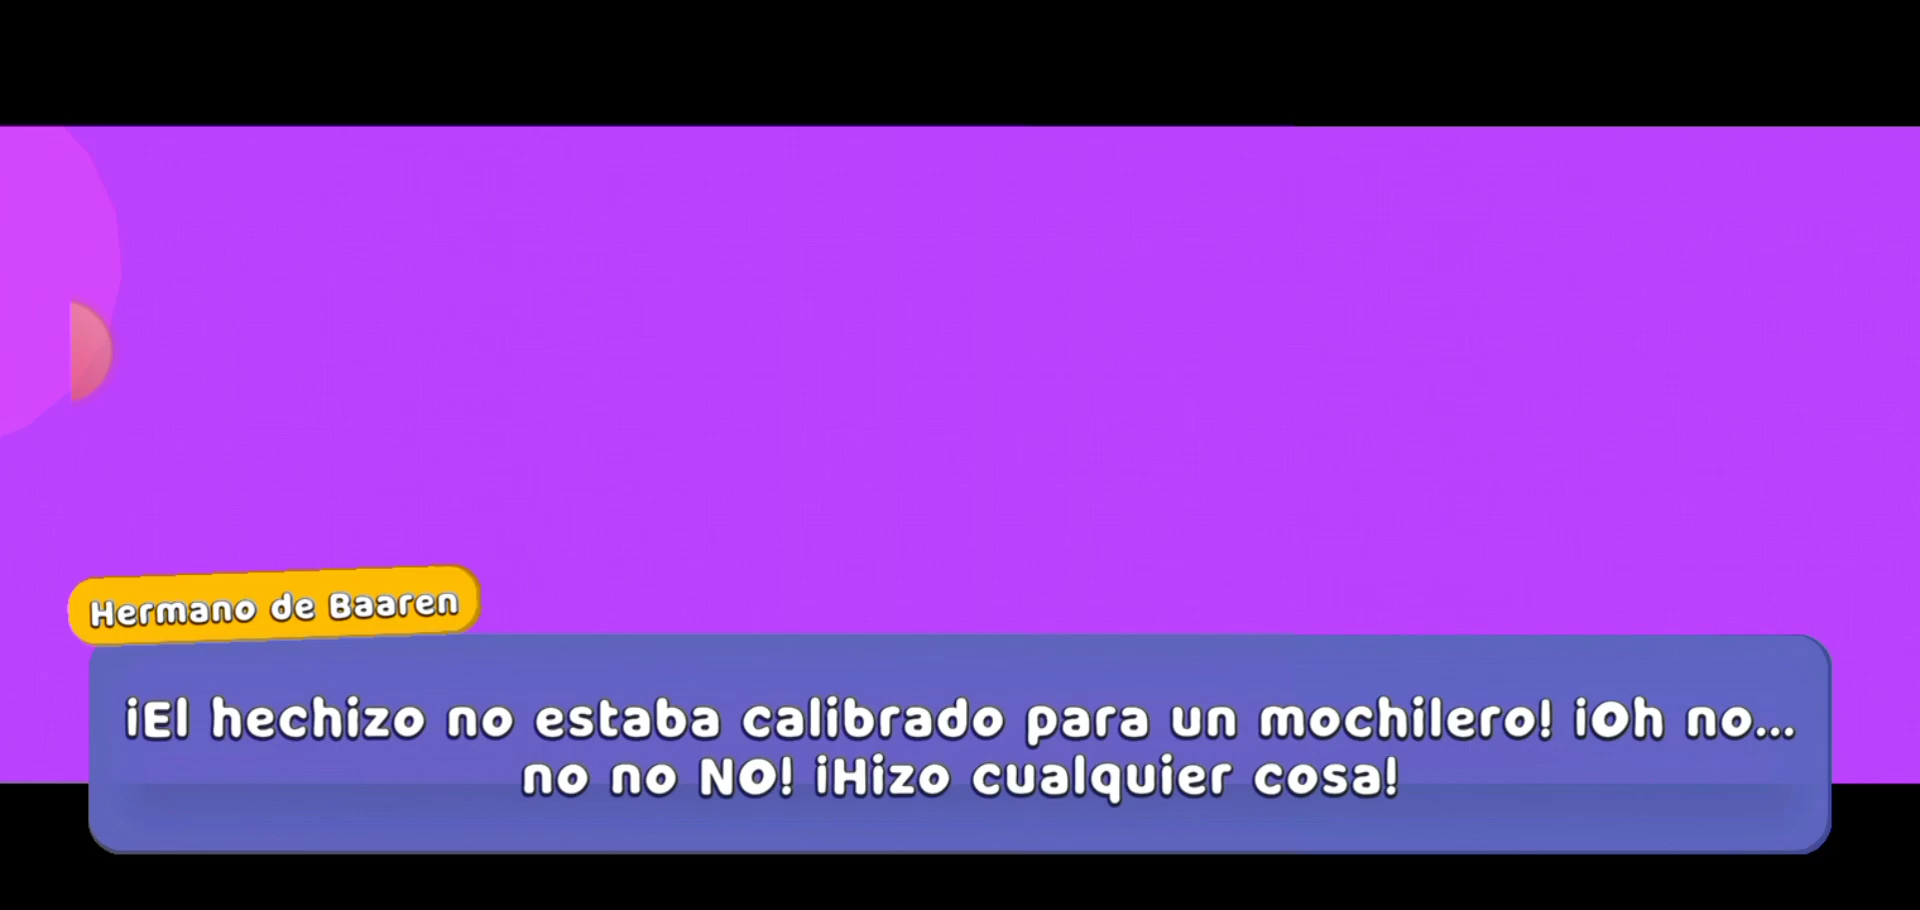 Hermano de Baaren
¡El hechizo no estaba calibrado para un mochilero! ¡Oh no...
no no NO! ¡Hizo cualquier cosa!